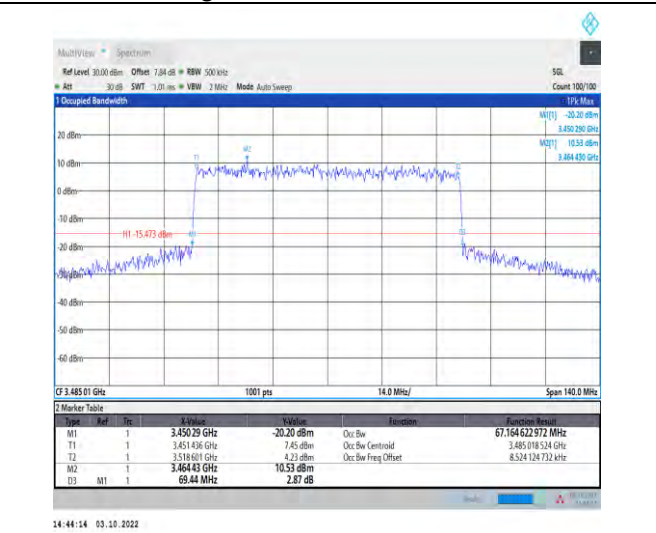 MultiView Spectrum
Ref Level 30.00 dBm Offset 7.84 dB RBW 500 kHz SGL
Att 30 dB SWT 1.01 ms VBW 2 MHz Mode Auto Sweep Count 100/100
1 Occupied Bandwidth 1Pk Max
M1[1] -20.20 dBm
3.450 290 GHz
M2[1] 10.53 dBm
3.464 430 GHz
20 dBm
M2
T1
10 dBm
0 dBm
-10 dBm
H1 -15.473 dBm
-20 dBm
-40 dBm
-50 dBm
-60 dBm
CF 3.485 01 GHz 1001 pts 14.0 MHz/ Span 140.0 MHz
2 Marker Table
Type Ref Trc X-Value Y-Value Function Function Result
M1 1 3.450 29 GHz -20.20 dBm Occ Bw 67.164 622 972 MHz
T1 1 3.451 436 GHz 7.45 dBm Occ Bw Centroid 3.485 018 524 GHz
T2 1 3.518 601 GHz 4.23 dBm Occ Bw Freq Offset 8.524 124 732 kHz
M2 1 3.464 43 GHz 10.53 dBm
D3 M1 1 69.44 MHz 2.87 dB
14:44:14 03.10.2022